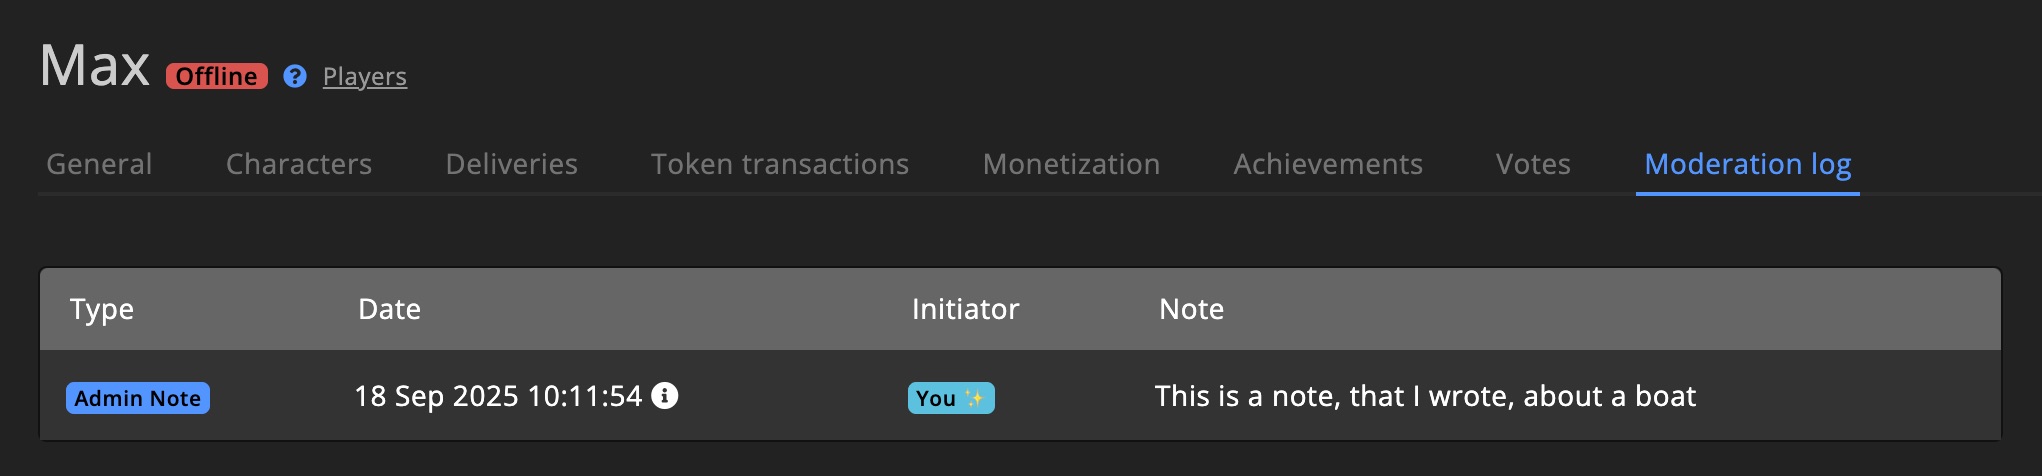 Max Offline ? Players
General Characters Deliveries Token transactions Monetization Achievements Votes Moderation log
Type Date Initiator Note
Admin Note 18 Sep 2025 10:11:54 i You ✨ This is a note, that I wrote, about a boat